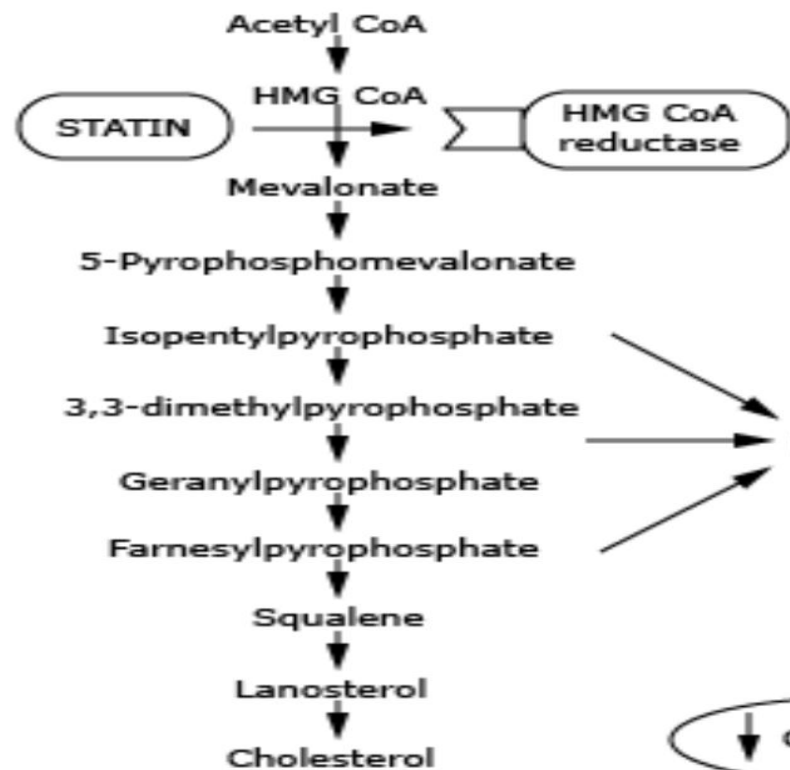 Acetyl CoA
HMG CoA
STATIN
HMG CoA
reductase
Mevalonate
5-Pyrophosphomevalonate
Isopentylpyrophosphate
3,3-dimethylpyrophosphate
Geranylpyrophosphate
Farnesylpyrophosphate
Squalene
Lanosterol
Cholesterol